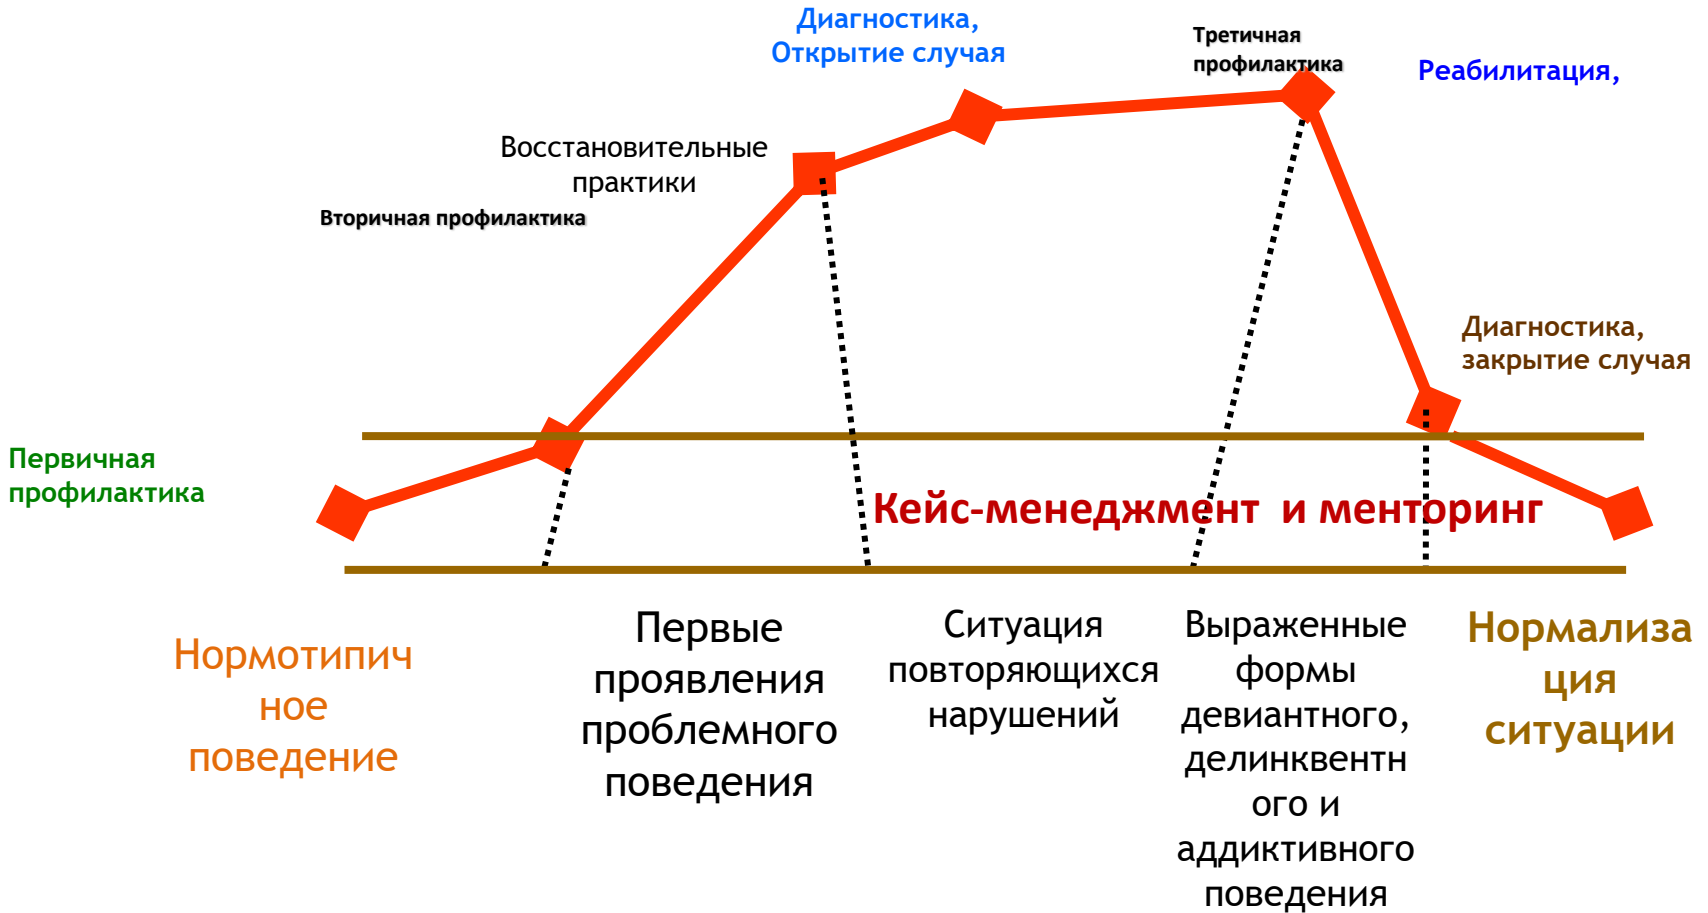 Диагностика,
Открытие случая
Третичная
профилактика
Реабилитация,
Восстановительные
практики
Вторичная профилактика
Диагностика,
закрытие случая
Первичная
профилактика
Кейс-менеджмент и менторинг
Нормотипич
ное
поведение
Первые
проявления
проблемного
поведения
Ситуация
повторяющихся
нарушений
Выраженные
формы
девиантного,
делинквентн
ого и
аддиктивного
поведения
Нормализа
ция
ситуации